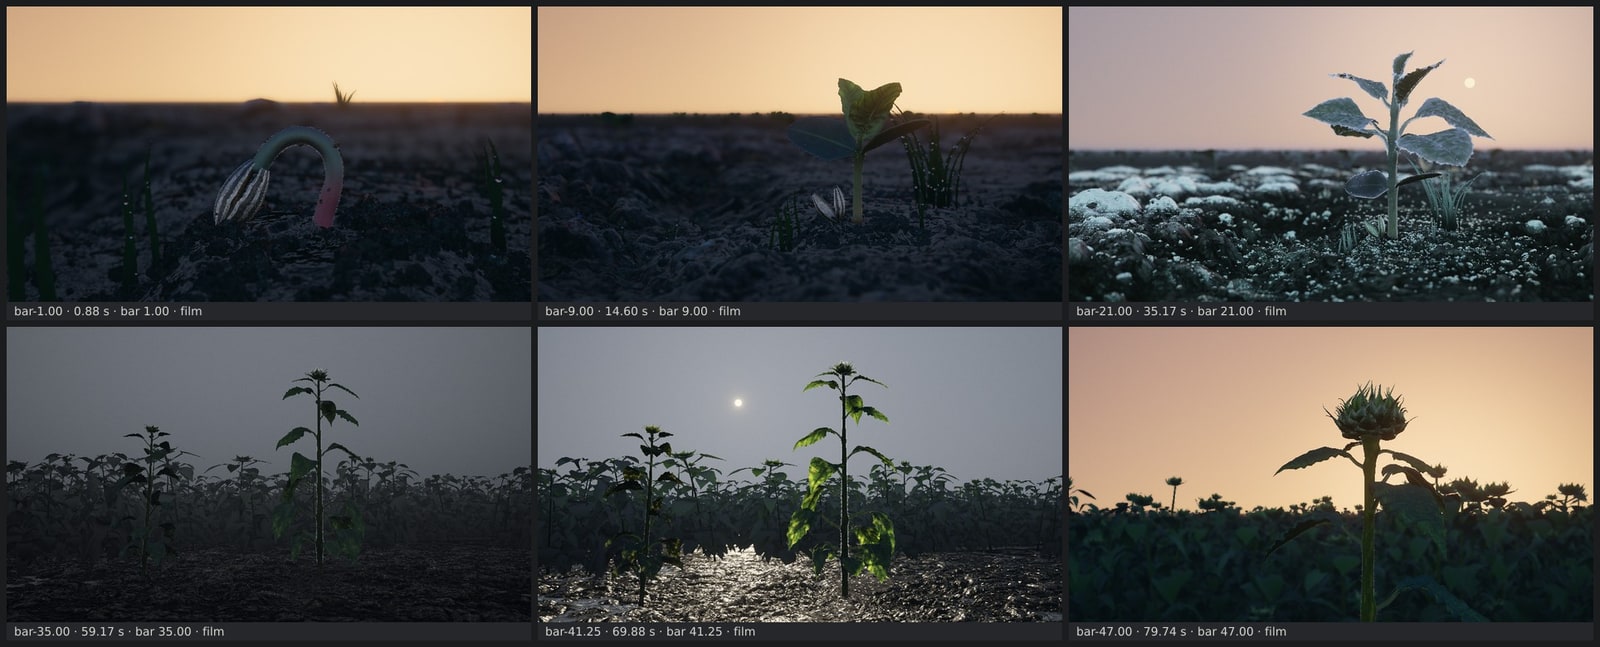 bar-1.00 · 0.88 s · bar 1.00 · film
bar-9.00 · 14.60 s · bar 9.00 · film
bar-21.00 · 35.17 s · bar 21.00 · film
bar-35.00 · 59.17 s · bar 35.00 · film
bar-41.25 · 69.88 s · bar 41.25 · film
bar-47.00 · 79.74 s · bar 47.00 · film